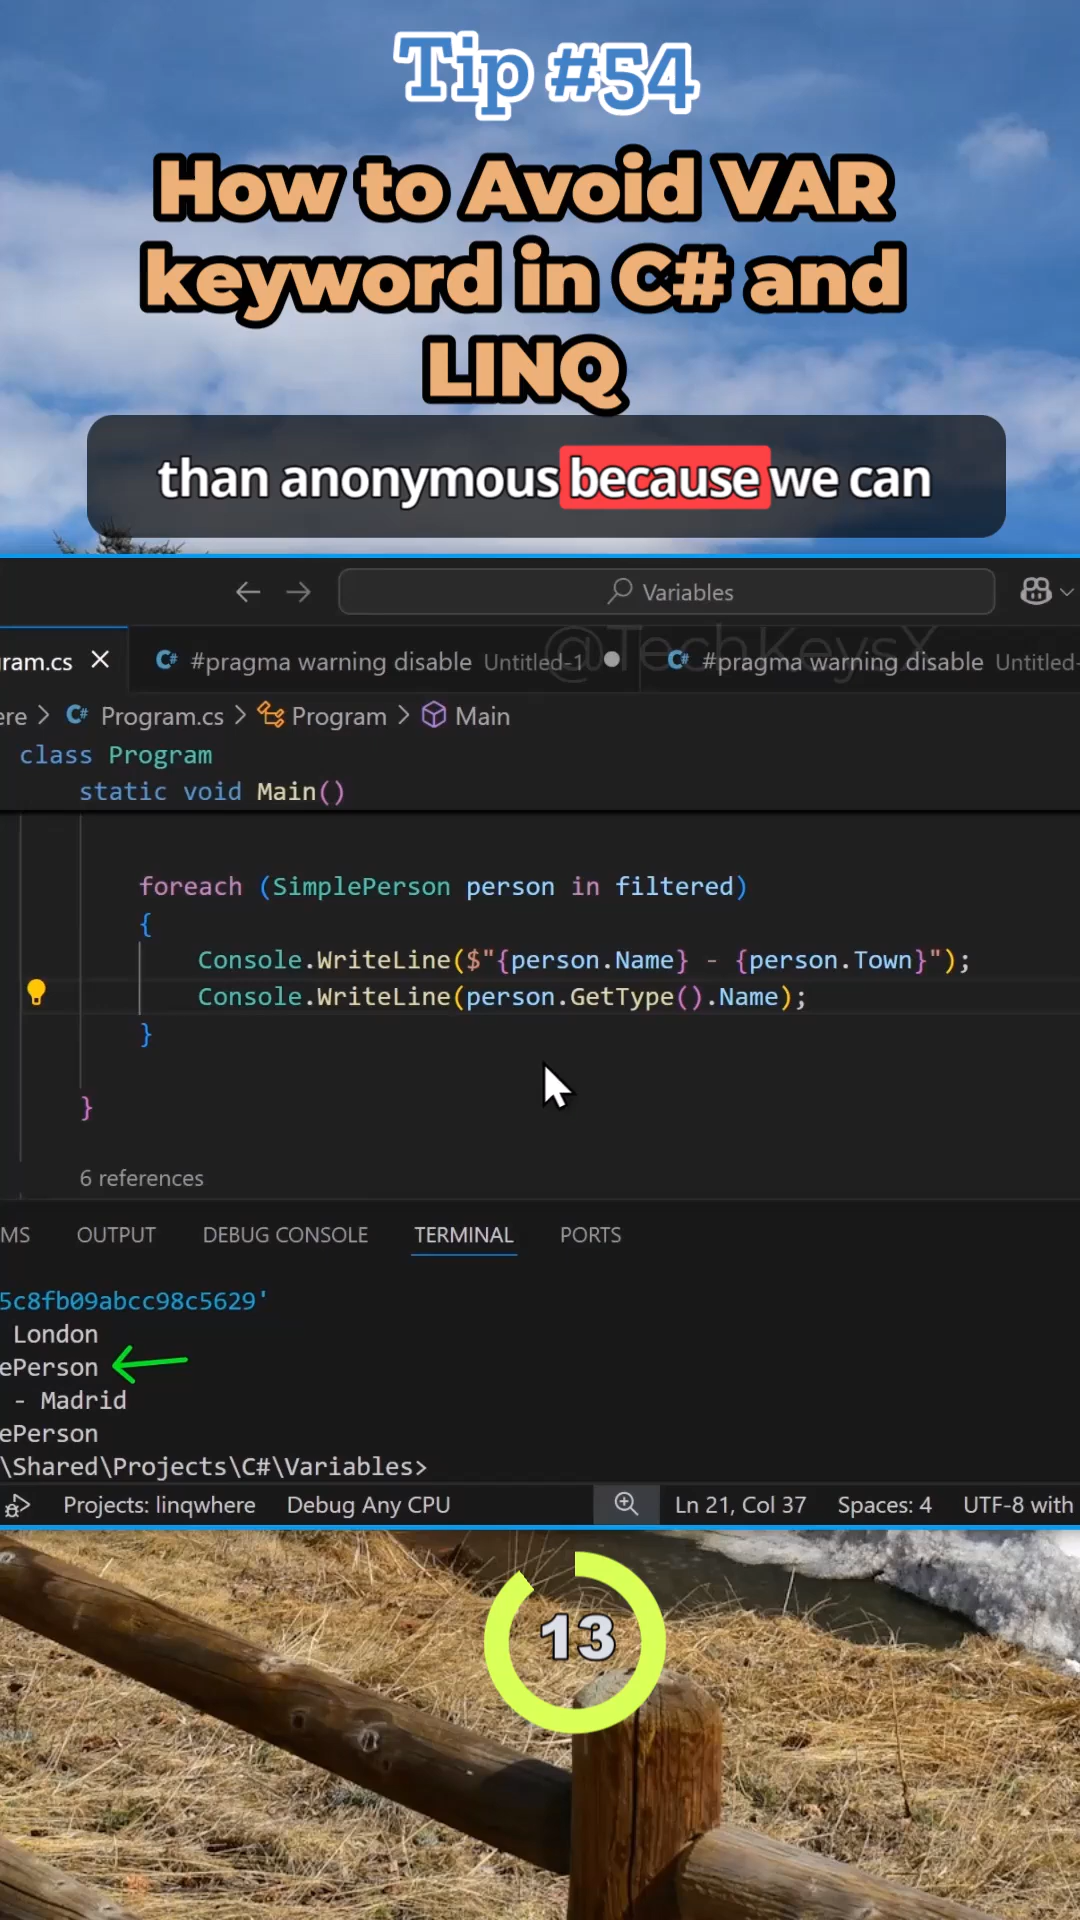 Tip #54
How to Avoid VAR
keyword in C# and
LINQ
than anonymous because we can
Variables
@TechKeysX
ram.cs
C# #pragma warning disable Untitled-1
C# #pragma warning disable Untitled-
ere > C# Program.cs > Program > Main
class Program
static void Main()
foreach (SimplePerson person in filtered)
{
Console.WriteLine($"{person.Name} - {person.Town}");
Console.WriteLine(person.GetType().Name);
}
}
6 references
MS OUTPUT DEBUG CONSOLE TERMINAL PORTS
5c8fb09abcc98c5629'
London
ePerson
- Madrid
ePerson
\Shared\Projects\C#\Variables>
Projects: linqwhere Debug Any CPU Ln 21, Col 37 Spaces: 4 UTF-8 with
13